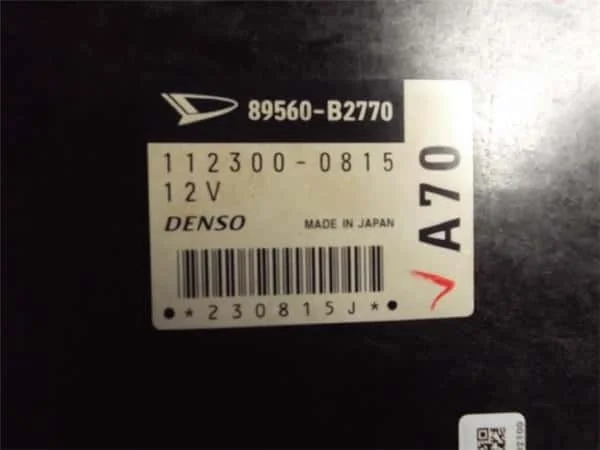 89560-B2770
112300-0815
12V
DENSO MADE IN JAPAN
A70
*230815J*